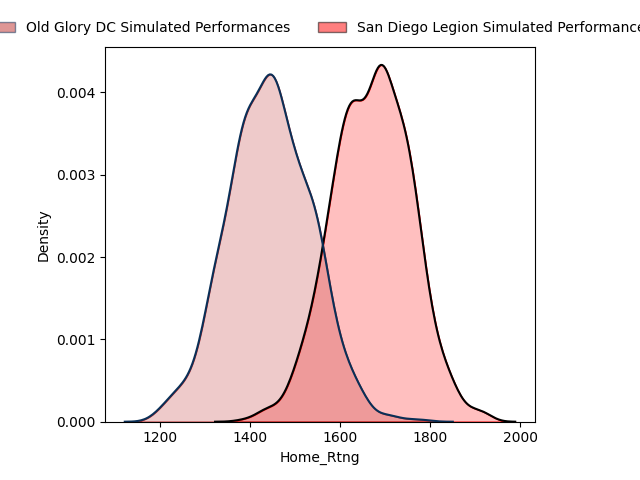 Old Glory DC Simulated Performances San Diego Legion Simulated Performance
0.004
0.003
0.002
0.001
0.000
Density
1200 1400 1600 1800 2000
Home_Rtng